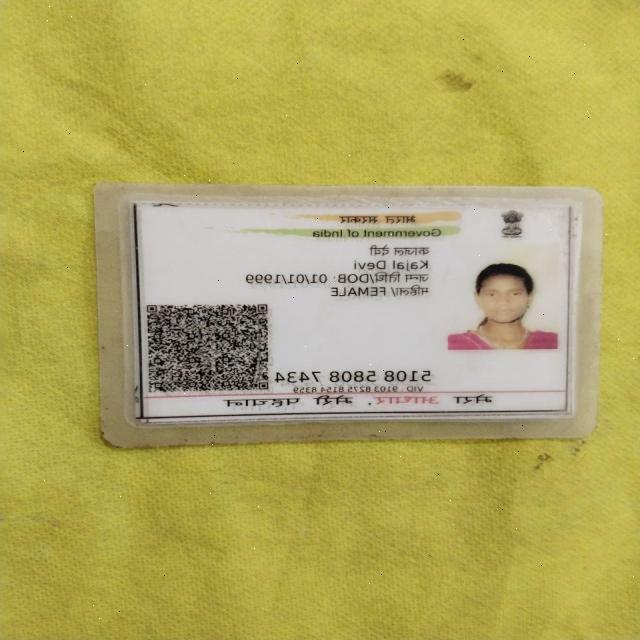 भारत सरकार
Government of India
काजल देवी
Kajal Devi
जन्म तिथि/DOB: 01/01/1999
महिला/ FEMALE
5108 5808 7434
VID : 9103 8275 8154 8359
मेरा आधार, मेरी पहचान